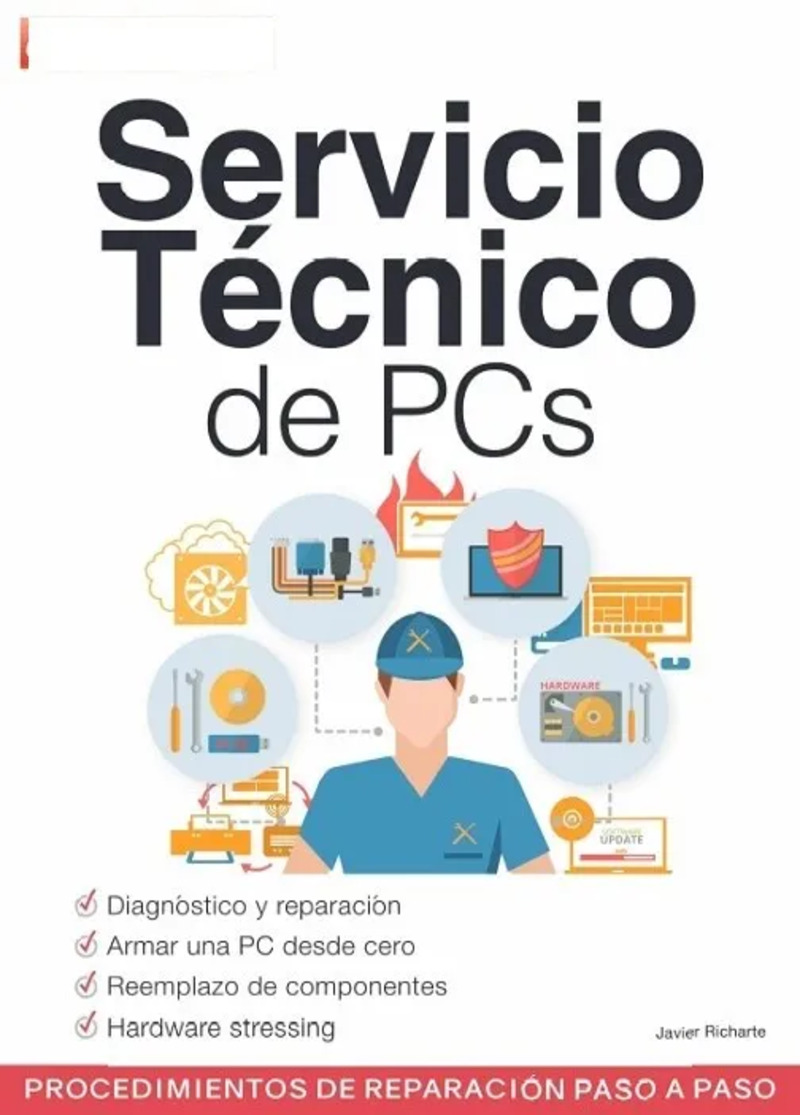 Servicio
Técnico
de PCs
HARDWARE
SOFTWARE
UPDATE
Diagnóstico y reparación
Armar una PC desde cero
Reemplazo de componentes
Hardware stressing
Javier Richarte
PROCEDIMIENTOS DE REPARACIÓN PASO A PASO